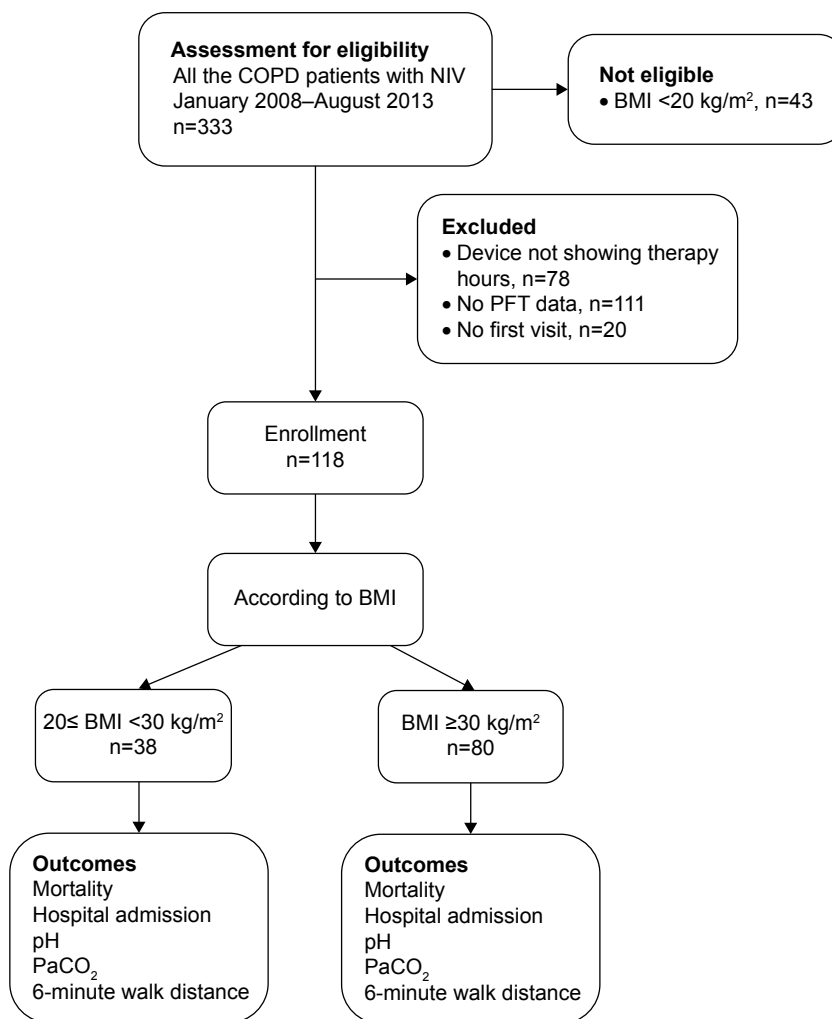 Assessment for eligibility
All the COPD patients with NIV
January 2008–August 2013
n=333
Not eligible
• BMI <20 kg/m², n=43
Excluded
• Device not showing therapy
hours, n=78
• No PFT data, n=111
• No first visit, n=20
Enrollment
n=118
According to BMI
20≤ BMI <30 kg/m²
n=38
BMI ≥30 kg/m²
n=80
Outcomes
Mortality
Hospital admission
pH
PaCO₂
6-minute walk distance
Outcomes
Mortality
Hospital admission
pH
PaCO₂
6-minute walk distance